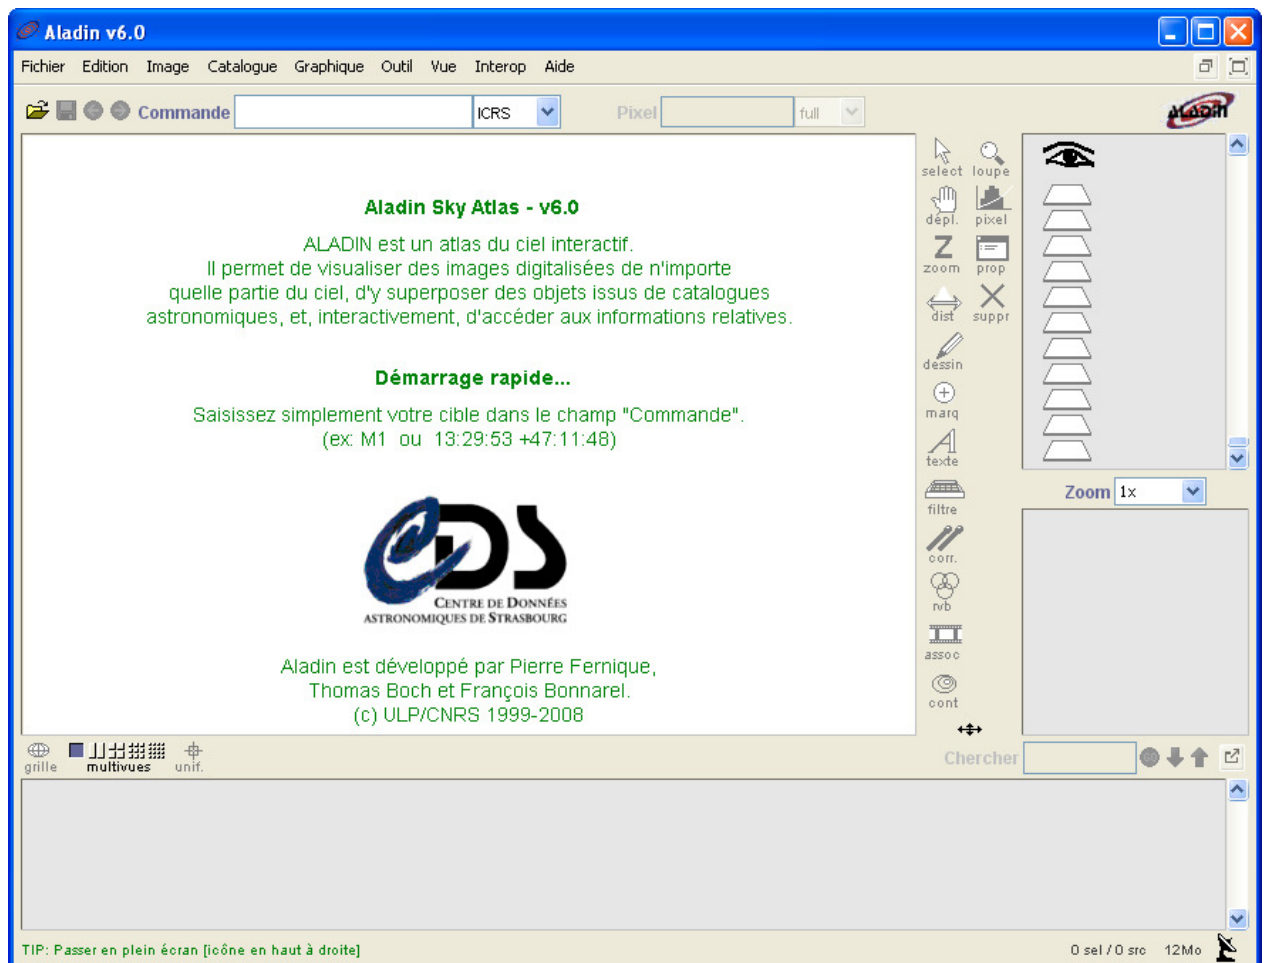 Aladin v6.0
Fichier Edition Image Catalogue Graphique Outil Vue Interop Aide
Commande ICRS Pixel full ALADIN
Aladin Sky Atlas - v6.0
ALADIN est un atlas du ciel interactif.
Il permet de visualiser des images digitalisées de n'importe
quelle partie du ciel, d'y superposer des objets issus de catalogues
astronomiques, et, interactivement, d'accéder aux informations relatives.
Démarrage rapide...
Saisissez simplement votre cible dans le champ "Commande".
(ex: M1 ou 13:29:53 +47:11:48)
CDS
CENTRE DE DONNÉES
ASTRONOMIQUES DE STRASBOURG
Aladin est développé par Pierre Fernique,
Thomas Boch et François Bonnarel.
(c) ULP/CNRS 1999-2008
select loupe
dépl. pixel
zoom prop
dist suppr
dessin
marq
texte
filtre
corr.
rvb
assoc
cont
Zoom 1x
grille multivues unif.
Chercher GO
TIP: Passer en plein écran [icône en haut à droite]
0 sel / 0 src 12Mo